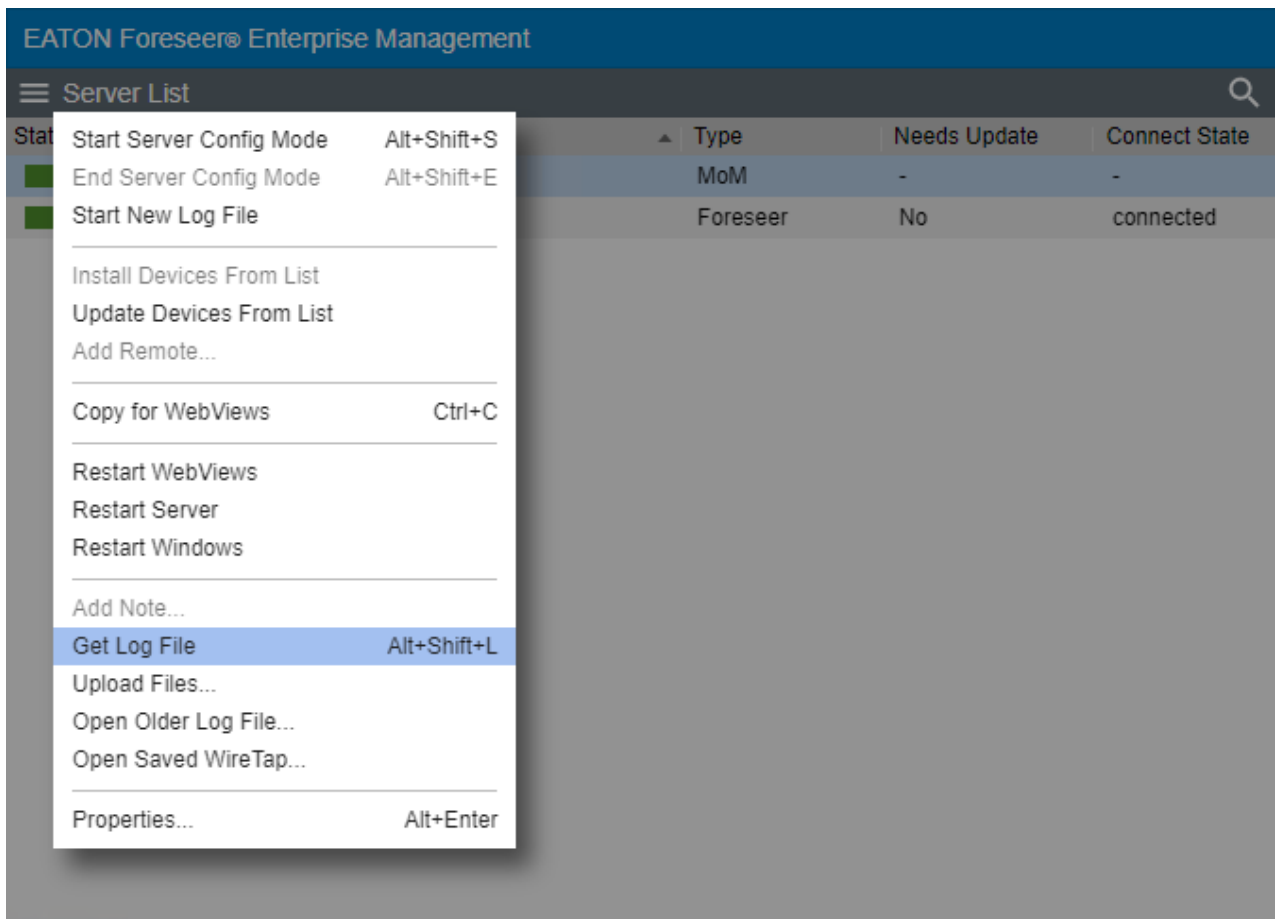 EATON Foreseer® Enterprise Management
Server List
Stat Type Needs Update Connect State
MoM - -
Foreseer No connected
Start Server Config Mode Alt+Shift+S
End Server Config Mode Alt+Shift+E
Start New Log File
Install Devices From List
Update Devices From List
Add Remote...
Copy for WebViews Ctrl+C
Restart WebViews
Restart Server
Restart Windows
Add Note...
Get Log File Alt+Shift+L
Upload Files...
Open Older Log File...
Open Saved WireTap...
Properties... Alt+Enter